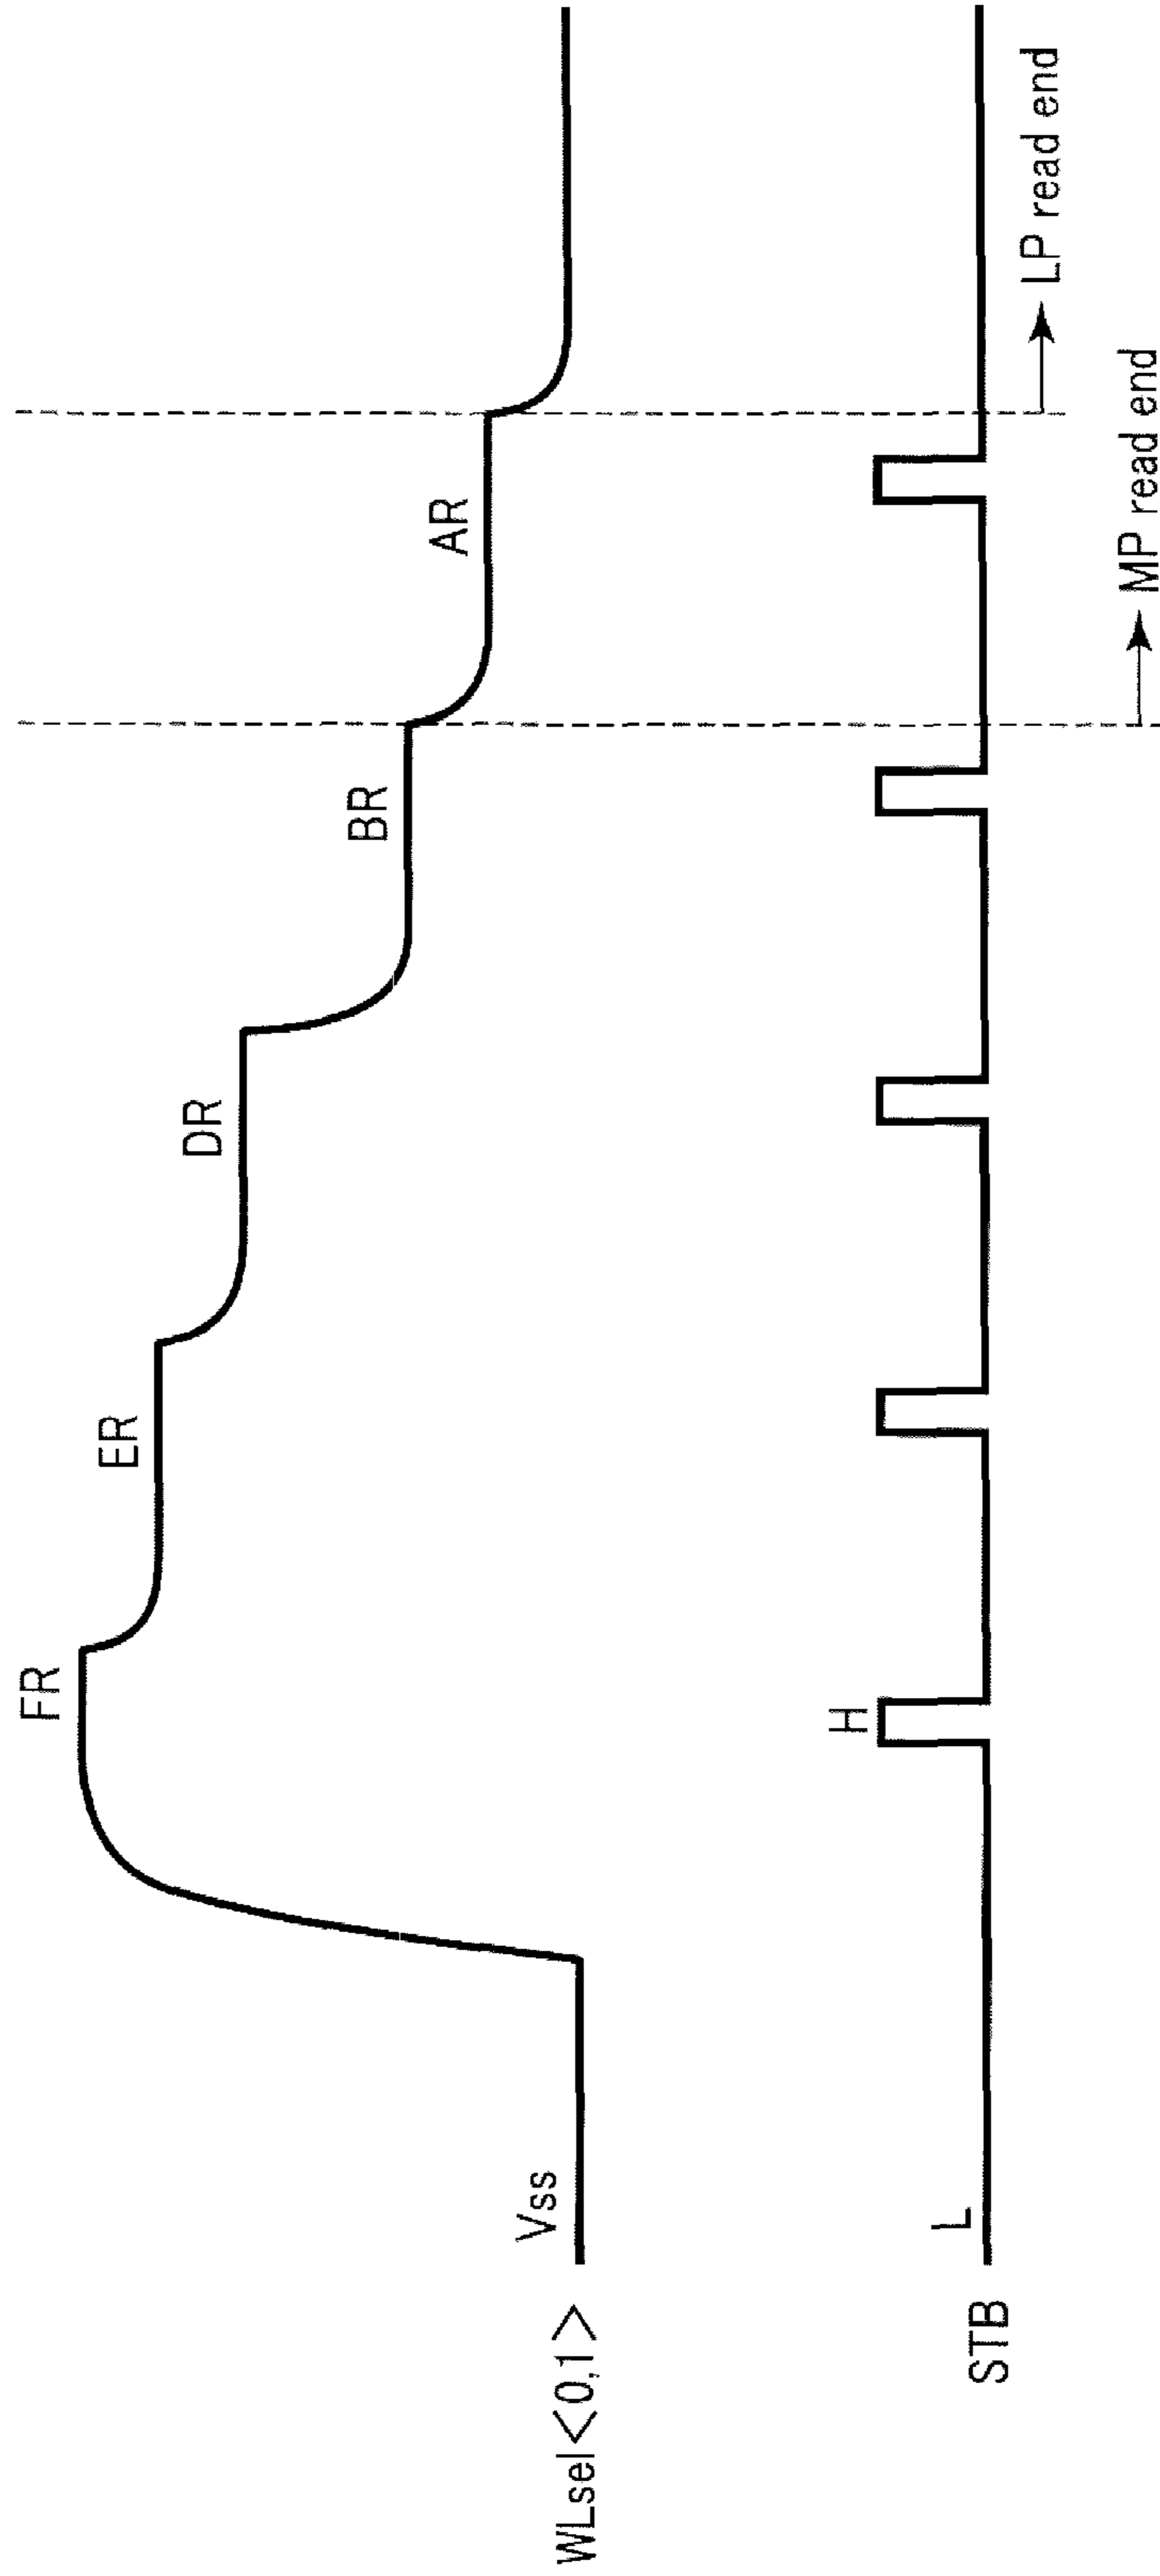 FR
ER
DR
BR
AR
Vss
WLsel<0,1>
H
L
STB
LP read end
MP read end